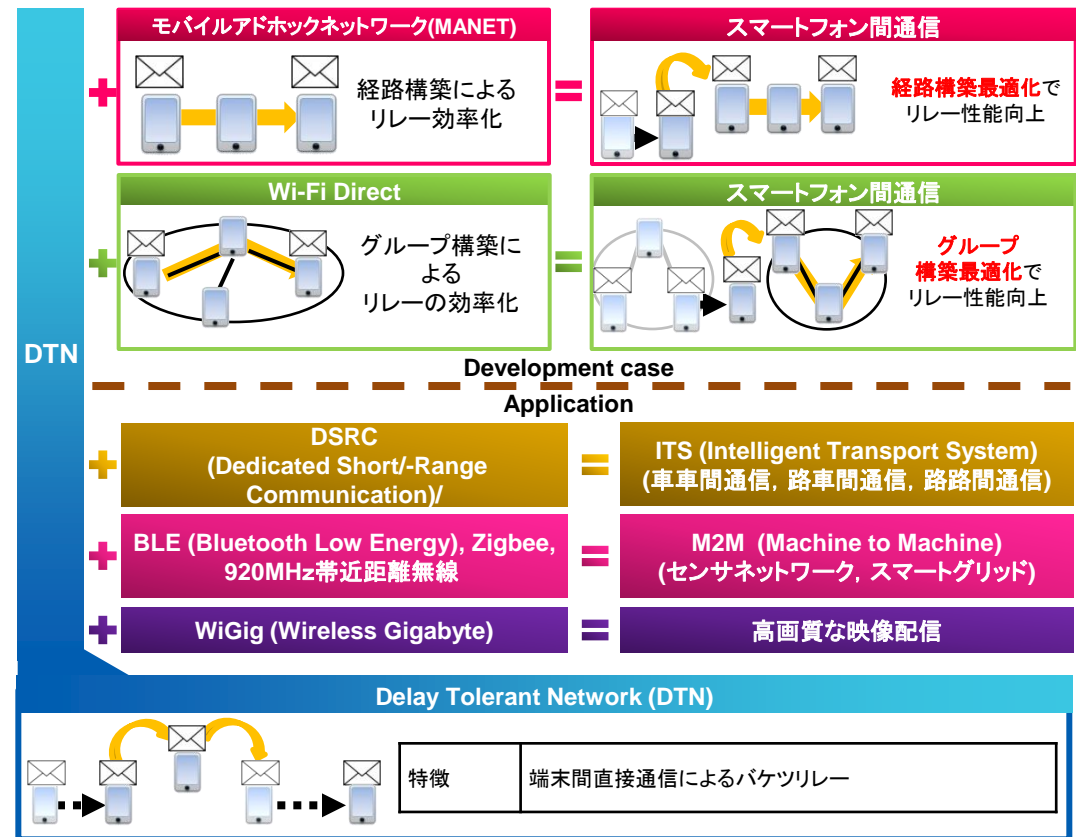 モバイルアドホックネットワーク(MANET)
経路構築による
リレー効率化
スマートフォン間通信
経路構築最適化で
リレー性能向上
Wi-Fi Direct
グループ構築に
よる
リレーの効率化
スマートフォン間通信
グループ
構築最適化で
リレー性能向上
DTN
Development case
Application
DSRC
(Dedicated Short/-Range
Communication)/
ITS (Intelligent Transport System)
(車車間通信，路車間通信，路路間通信)
BLE (Bluetooth Low Energy), Zigbee,
920MHz帯近距離無線
M2M (Machine to Machine)
(センサネットワーク，スマートグリッド)
WiGig (Wireless Gigabyte)
高画質な映像配信
Delay Tolerant Network (DTN)
特徴
端末間直接通信によるバケツリレー